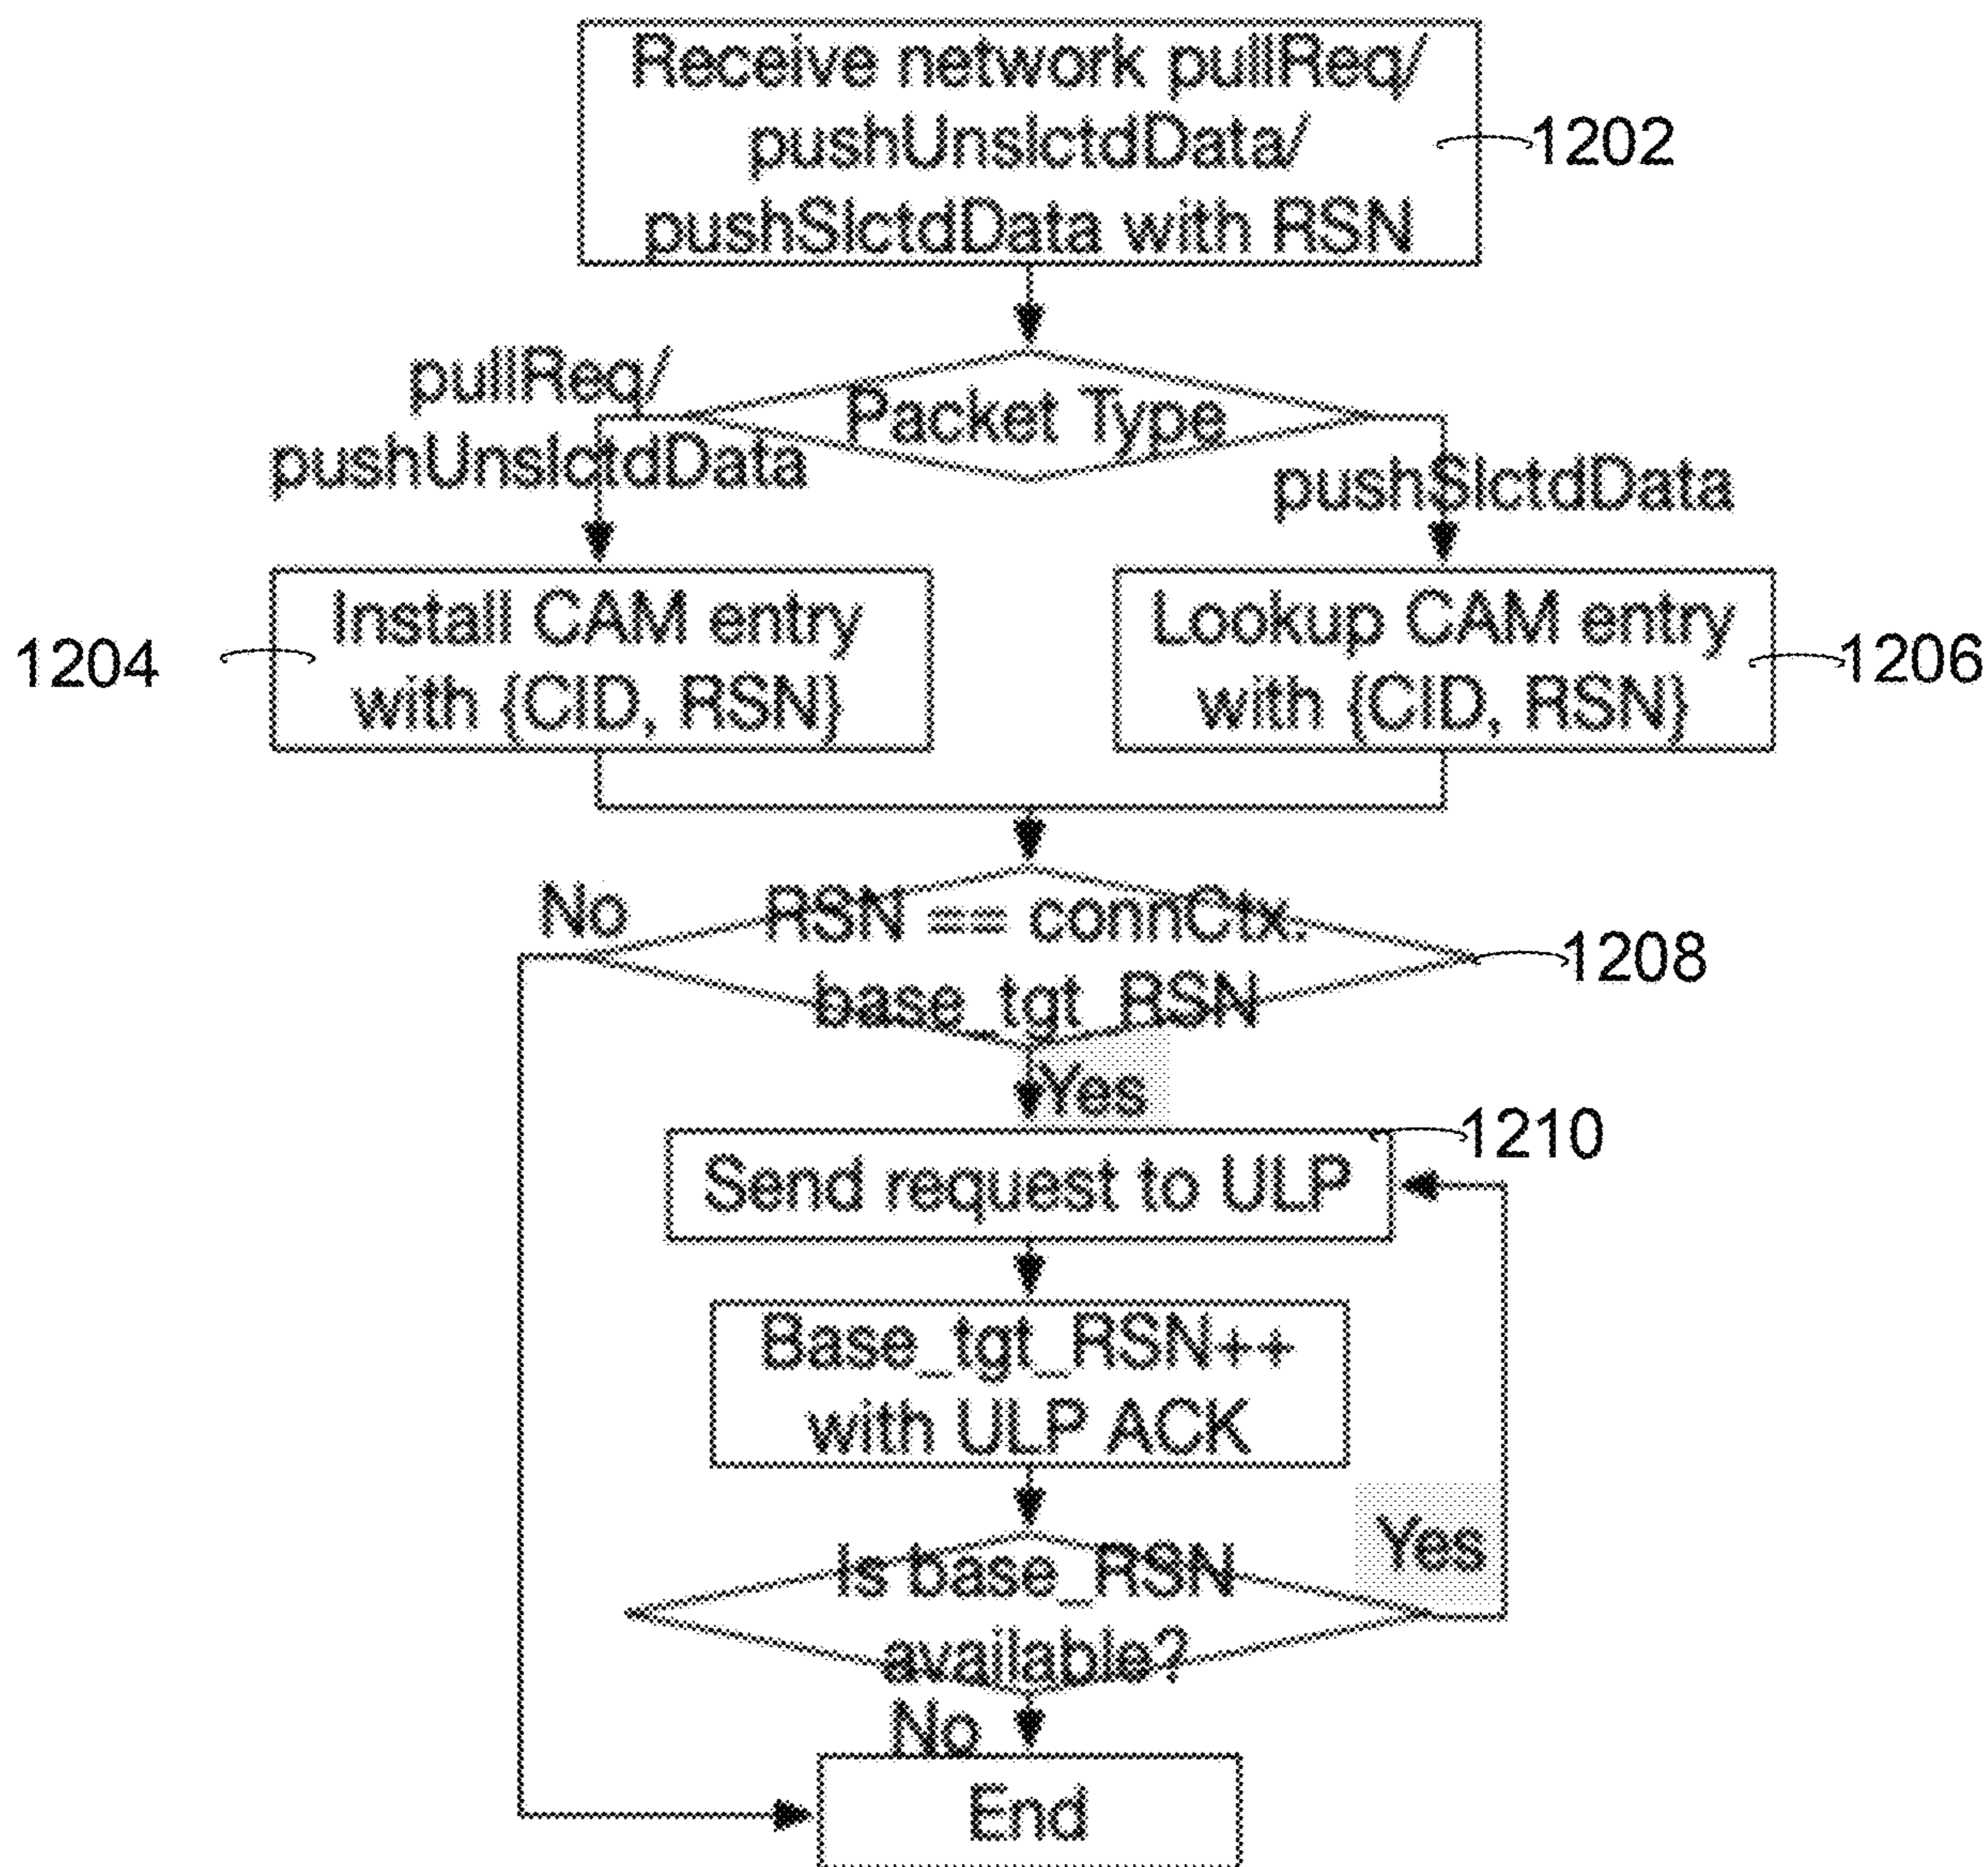 Receive network pullReq/
pushUnslctdData/
pushSlctdData with RSN
1202
pullReq/
pushUnslctdData
Packet Type
pushSlctdData
Install CAM entry
with {CID, RSN}
1204
Lookup CAM entry
with {CID, RSN}
1206
No
RSN == connCtx.
base_tgt_RSN
1208
Yes
1210
Send request to ULP
Base_tgt_RSN++
with ULP ACK
Is base_RSN
available?
Yes
No
End